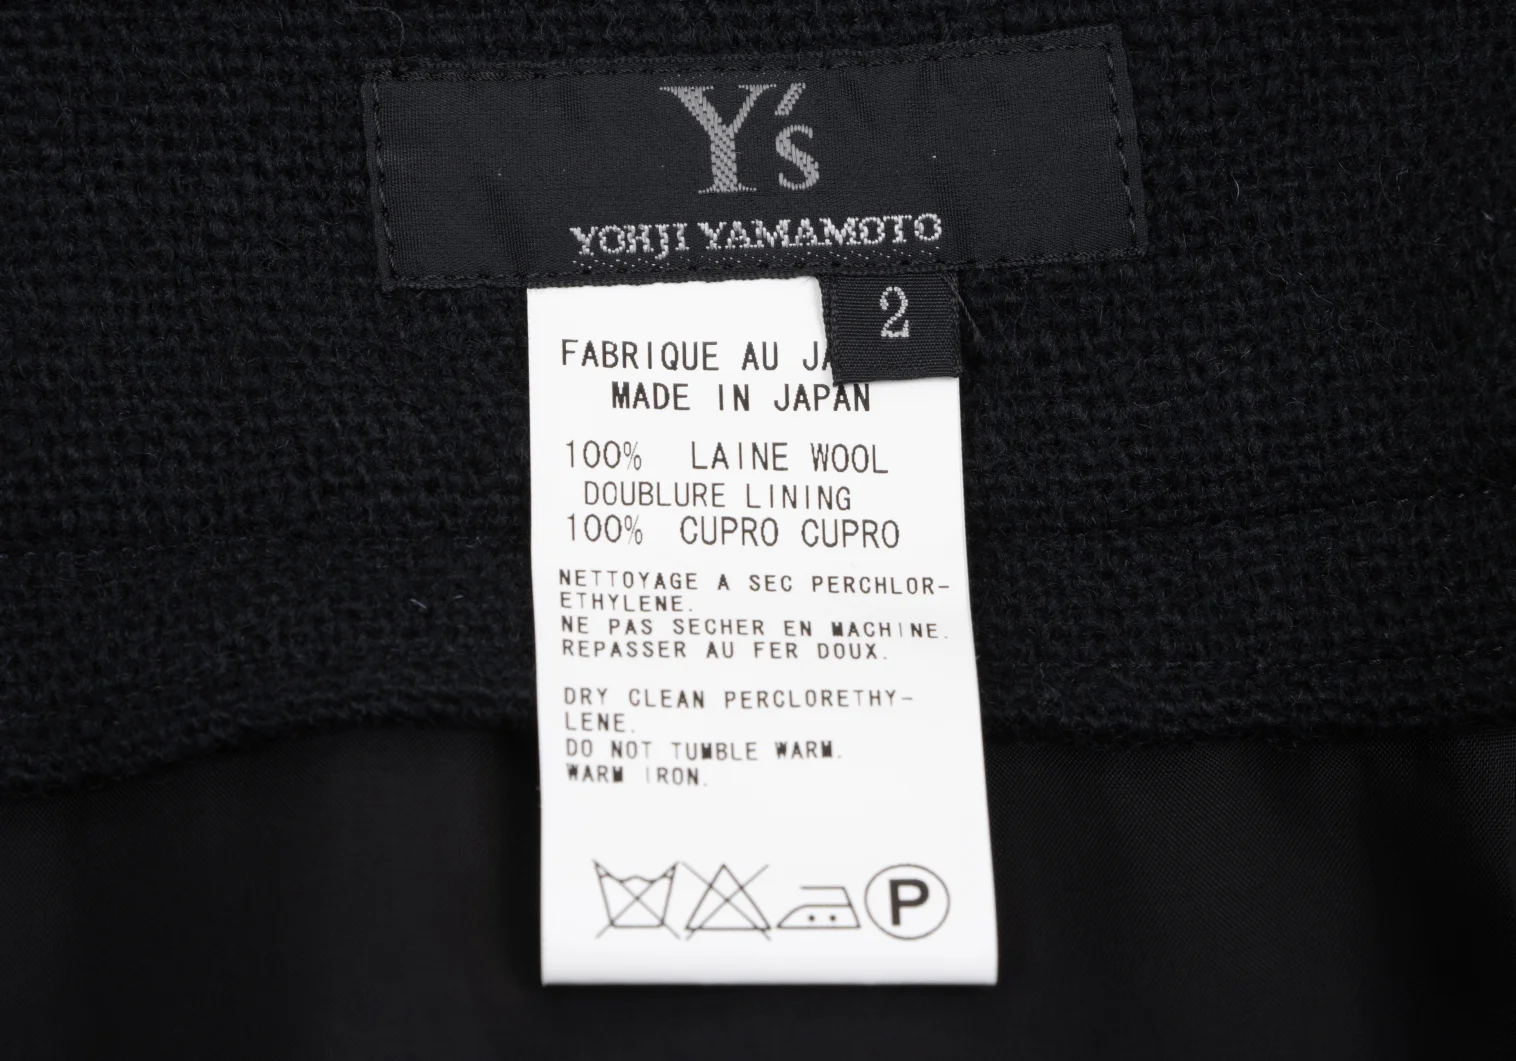 Y's
YOHJI YAMAMOTO
2
FABRIQUE AU
MADE IN JAPAN
100% LAINE WOOL
DOUBLURE LINING
100% CUPRO CUPRO
NETTOYAGE A SEC PERCHLOR-
ETHYLENE.
NE PAS SECHER EN MACHINE.
REPASSER AU FER DOUX.
DRY CLEAN PERCLORETHY-
LENE.
DO NOT TUMBLE WARM.
WARM IRON.
P